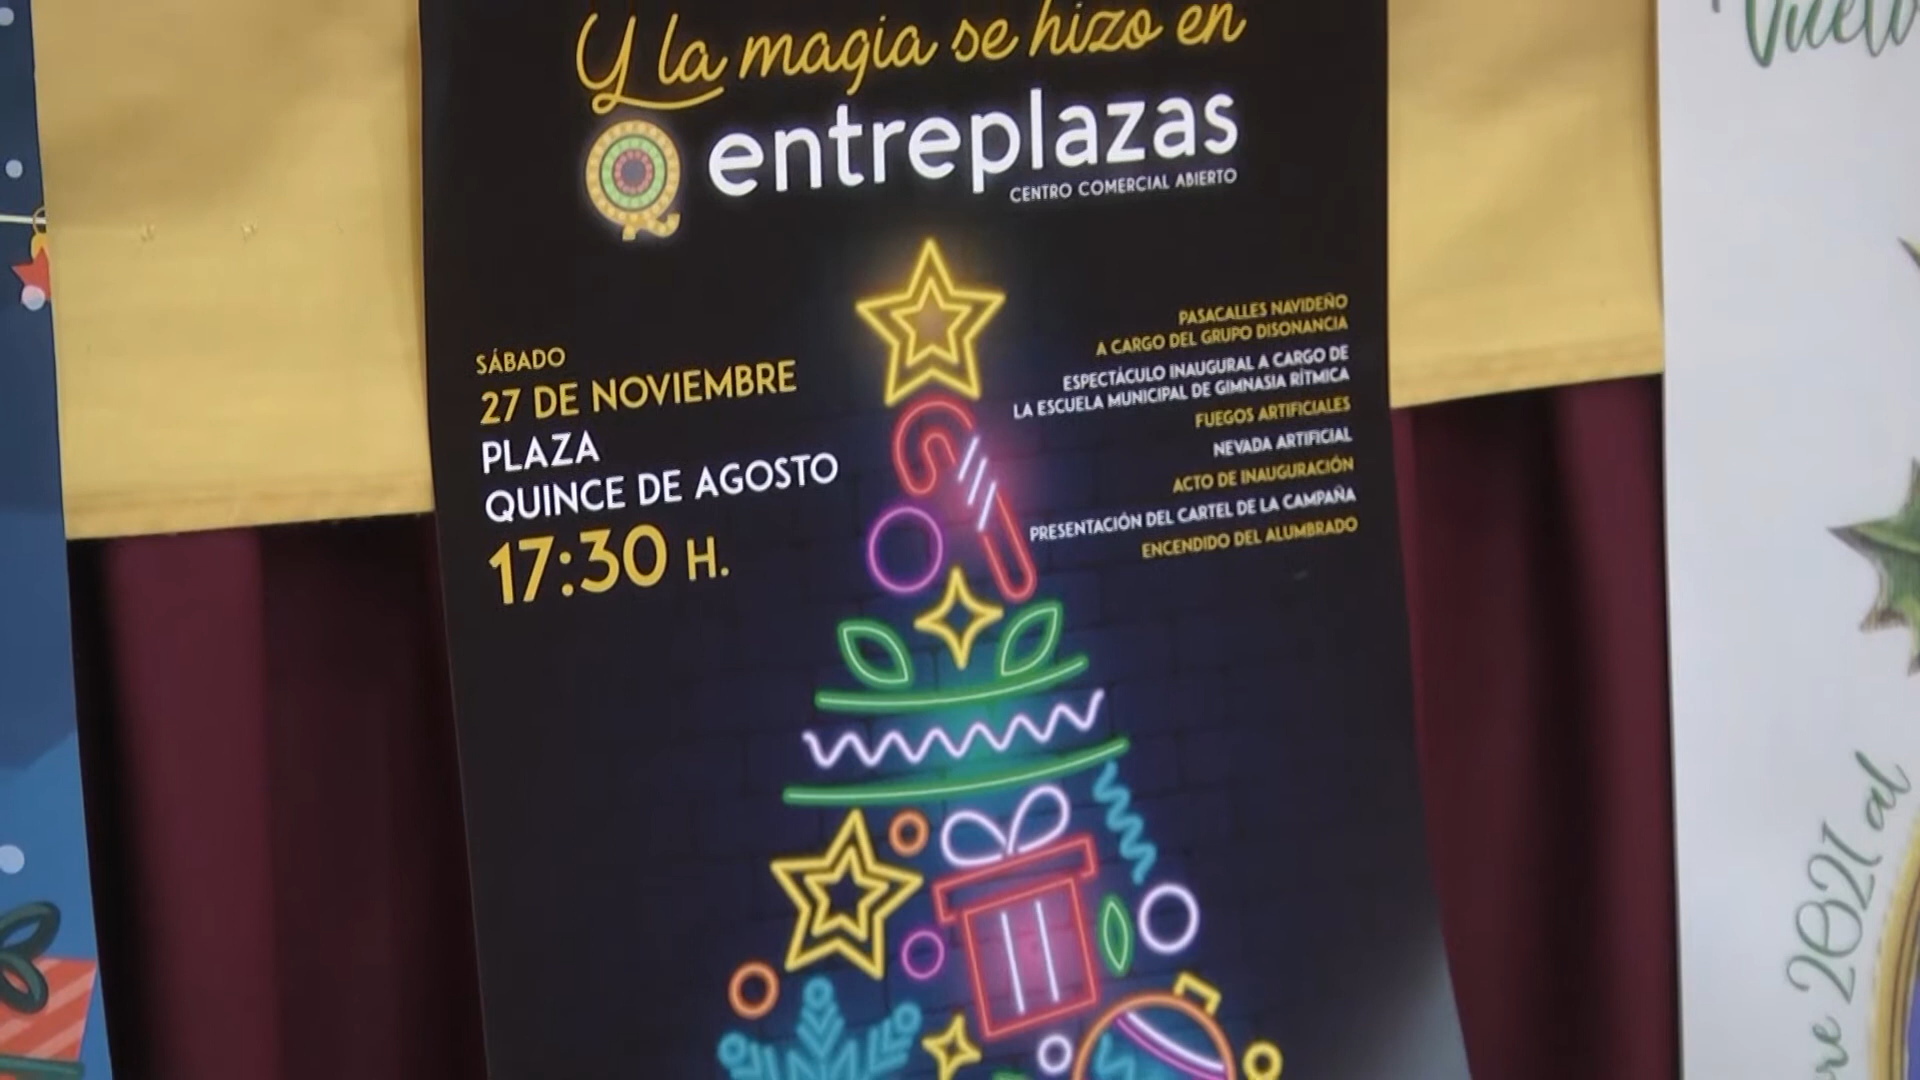 Y la magia se hizo en
entreplazas
CENTRO COMERCIAL ABIERTO
SÁBADO
27 DE NOVIEMBRE
PLAZA
QUINCE DE AGOSTO
17:30 H.
PASACALLES NAVIDEÑO
A CARGO DEL GRUPO DISONANCIA
ESPECTÁCULO INAUGURAL A CARGO DE
LA ESCUELA MUNICIPAL DE GIMNASIA RÍTMICA
FUEGOS ARTIFICIALES
NEVADA ARTIFICIAL
ACTO DE INAUGURACIÓN
PRESENTACIÓN DEL CARTEL DE LA CAMPAÑA
ENCENDIDO DEL ALUMBRADO
2021 al